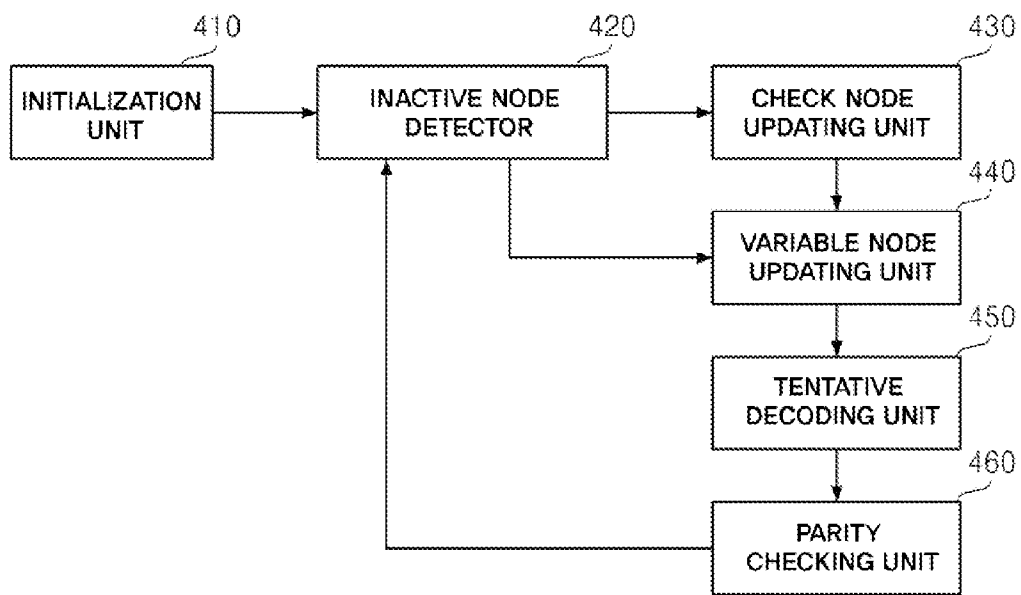 410
INITIALIZATION
UNIT
420
INACTIVE NODE
DETECTOR
430
CHECK NODE
UPDATING UNIT
440
VARIABLE NODE
UPDATING UNIT
450
TENTATIVE
DECODING UNIT
460
PARITY
CHECKING UNIT